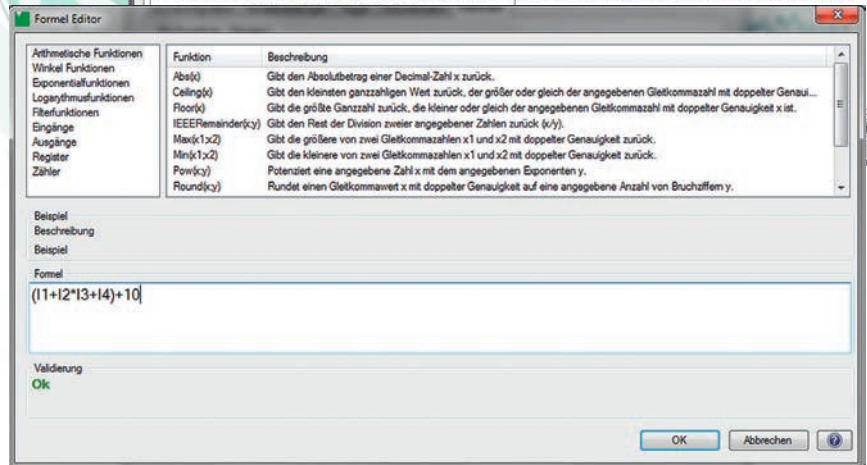 Formel Editor
Arithmetische Funktionen
Winkel Funktionen
Exponentialfunktionen
Logarythmusfunktionen
Filterfunktionen
Eingänge
Ausgänge
Register
Zähler
Funktion Beschreibung
Abs(x) Gibt den Absolutbetrag einer Decimal-Zahl x zurück.
Ceiling(x) Gibt den kleinsten ganzzahligen Wert zurück, der größer oder gleich der angegebenen Gleitkommazahl mit doppelter Genaui...
Floor(x) Gibt die größte Ganzzahl zurück, die kleiner oder gleich der angegebenen Gleitkommazahl mit doppelter Genauigkeit x ist.
IEEERemainder(x;y) Gibt den Rest der Division zweier angegebener Zahlen zurück (x/y).
Max(x1;x2) Gibt die größere von zwei Gleitkommazahlen x1 und x2 mit doppelter Genauigkeit zurück.
Min(x1;x2) Gibt die kleinere von zwei Gleitkommazahlen x1 und x2 mit doppelter Genauigkeit zurück.
Pow(x;y) Potenziert eine angegebene Zahl x mit dem angegebenen Exponenten y.
Round(x;y) Rundet einen Gleitkommawert x mit doppelter Genauigkeit auf eine angegebene Anzahl von Bruchziffern y.
Beispiel
Beschreibung
Beispiel
Formel
(I1+I2*I3+I4)+10
Validierung
Ok
OK Abbrechen